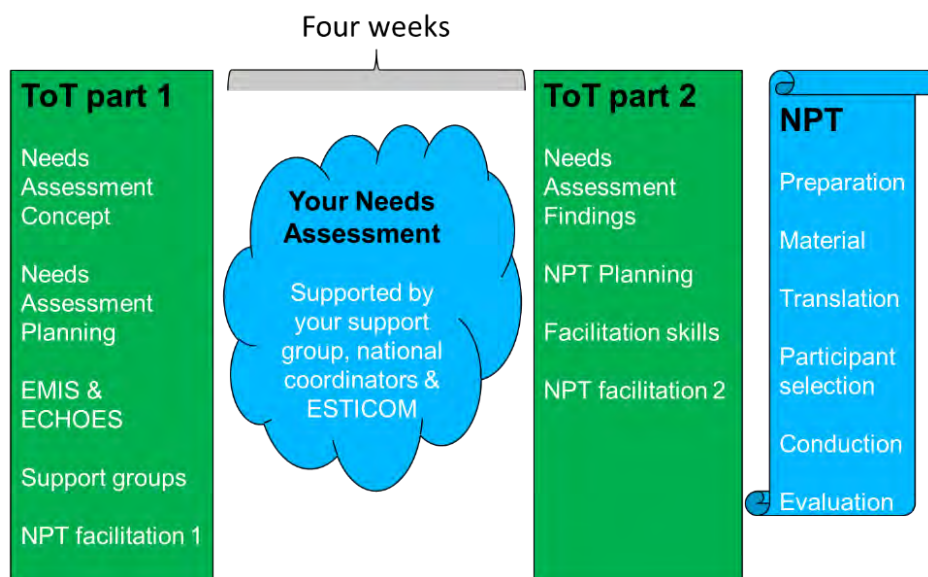 Four weeks
ToT part 1
Needs
Assessment
Concept
Needs
Assessment
Planning
EMIS &
ECHOES
Support groups
NPT facilitation 1
Your Needs
Assessment
Supported by
your support
group, national
coordinators &
ESTICOM
ToT part 2
Needs
Assessment
Findings
NPT Planning
Facilitation skills
NPT facilitation 2
NPT
Preparation
Material
Translation
Participant
selection
Conduction
Evaluation